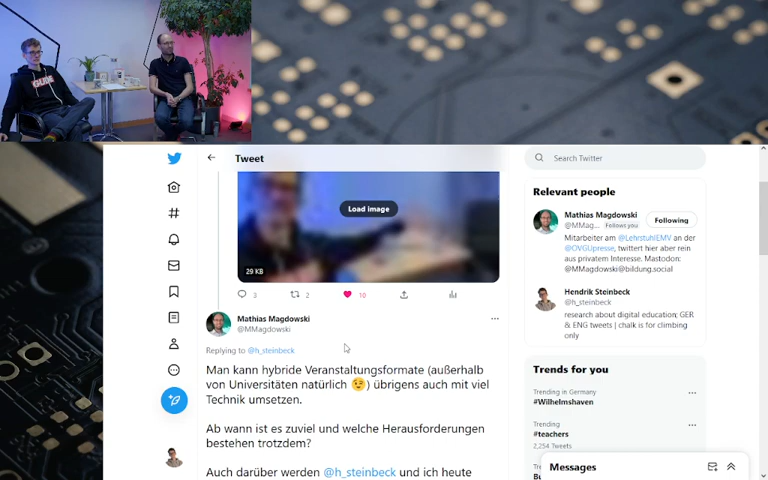 GUDE
Tweet
Load image
29 KB
3
2
10
Mathias Magdowski
@MMagdowski
Replying to @h_steinbeck
Man kann hybride Veranstaltungsformate (außerhalb
von Universitäten natürlich 😉) übrigens auch mit viel
Technik umsetzen.
Ab wann ist es zuviel und welche Herausforderungen
bestehen trotzdem?
Auch darüber werden @h_steinbeck und ich heute
Search Twitter
Relevant people
Mathias Magdowski
@MMag... Follows you
Following
Mitarbeiter am @LehrstuhlEMV an der
@OVGUpresse, twittert hier aber rein
aus privatem Interesse. Mastodon:
@MMagdowski@bildung.social
Hendrik Steinbeck
@h_steinbeck
research about digital education; GER
& ENG tweets | chalk is for climbing
only
Trends for you
Trending in Germany
#Wilhelmshaven
Trending
#teachers
2,254 Tweets
Messages